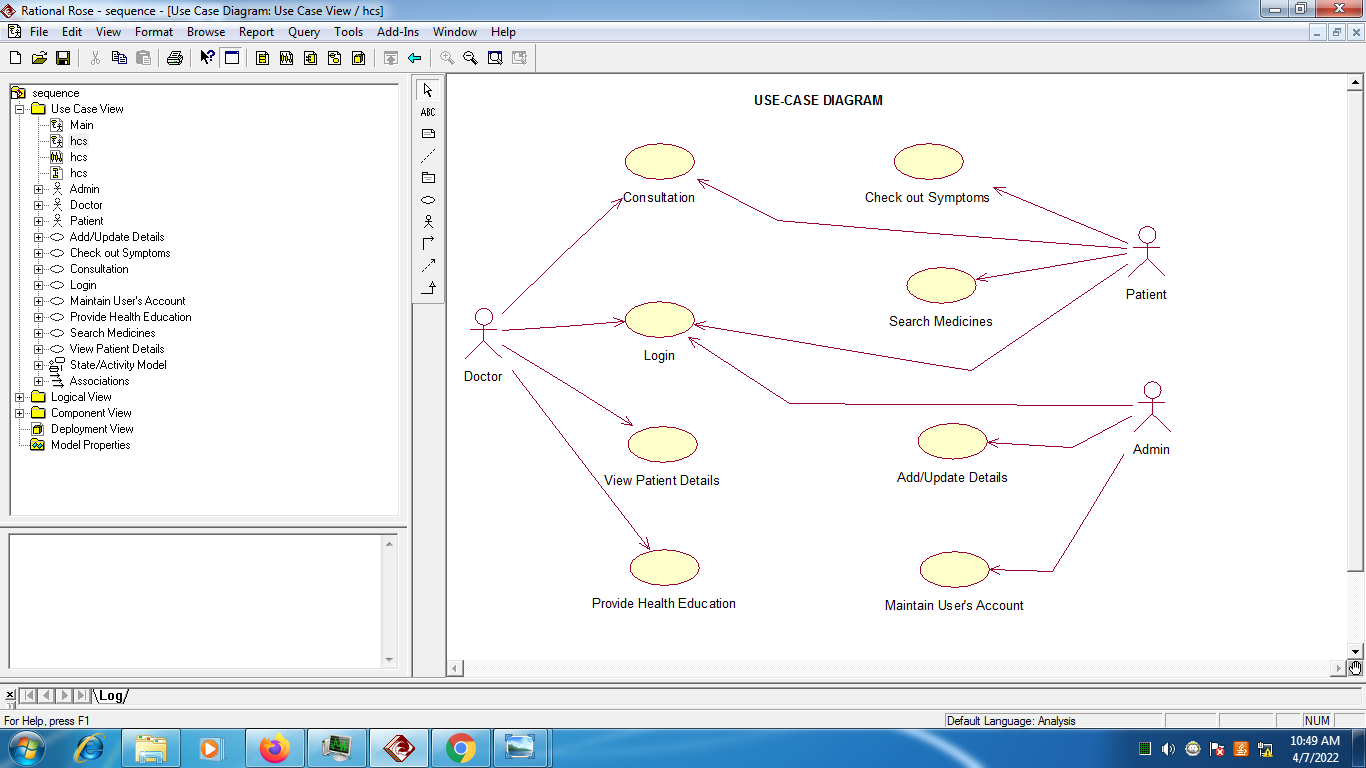 Rational Rose - sequence - [Use Case Diagram: Use Case View / hcs]
File Edit View Format Browse Report Query Tools Add-Ins Window Help
sequence
Use Case View
Main
hcs
hcs
hcs
Admin
Doctor
Patient
Add/Update Details
Check out Symptoms
Consultation
Login
Maintain User's Account
Provide Health Education
Search Medicines
View Patient Details
State/Activity Model
Associations
Logical View
Component View
Deployment View
Model Properties
ABC
USE-CASE DIAGRAM
Consultation
Check out Symptoms
Patient
Search Medicines
Login
Doctor
Admin
View Patient Details
Add/Update Details
Provide Health Education
Maintain User's Account
\Log/
For Help, press F1
Default Language: Analysis
NUM
10:49 AM
4/7/2022